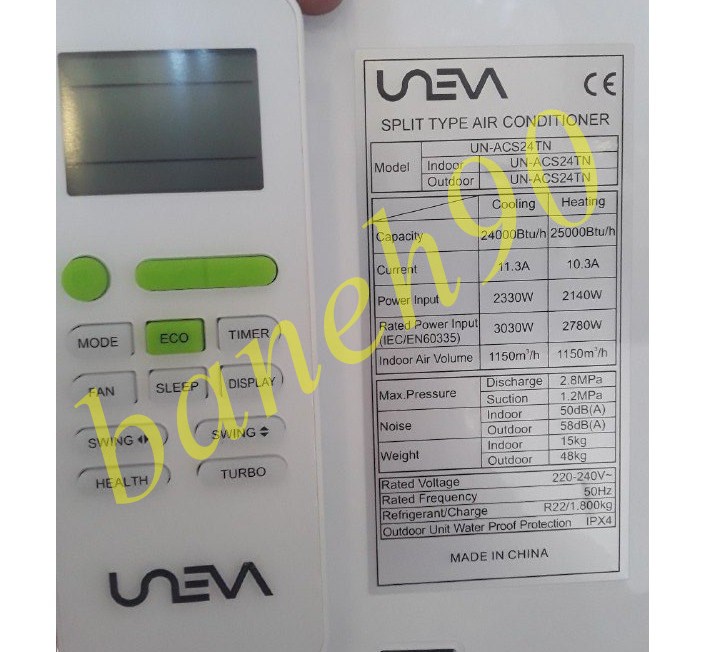 MODE
ECO
TIMER
FAN
SLEEP
DISPLAY
SWING
SWING
HEALTH
TURBO
UNEVA
UNEVA
CE
SPLIT TYPE AIR CONDITIONER
Model UN-ACS24TN
Indoor UN-ACS24TN
Outdoor UN-ACS24TN
Cooling Heating
Capacity 24000Btu/h 25000Btu/h
Current 11.3A 10.3A
Power Input 2330W 2140W
Rated Power Input (IEC/EN60335) 3030W 2780W
Indoor Air Volume 1150m³/h 1150m³/h
Max.Pressure Discharge 2.8MPa
Suction 1.2MPa
Noise Indoor 50dB(A)
Outdoor 58dB(A)
Weight Indoor 15kg
Outdoor 48kg
Rated Voltage 220-240V~
Rated Frequency 50Hz
Refrigerant/Charge R22/1.800kg
Outdoor Unit Water Proof Protection IPX4
MADE IN CHINA
baneh90